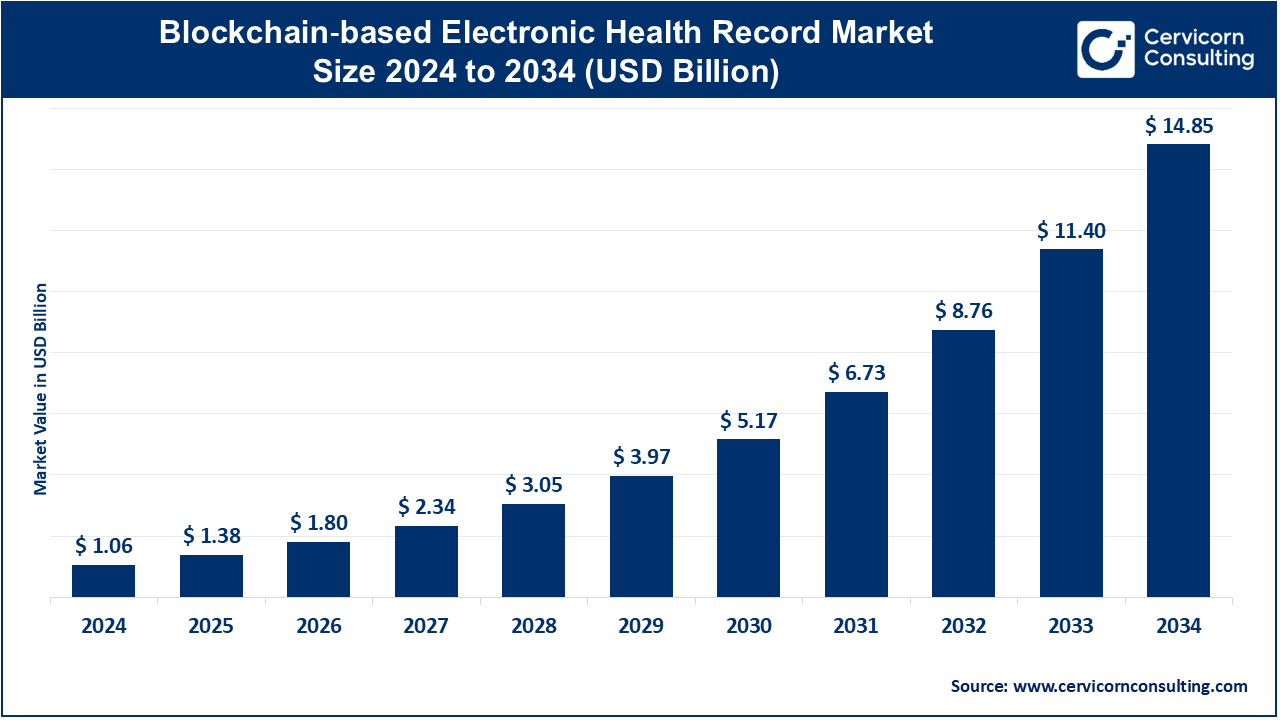 Blockchain-based Electronic Health Record Market
Size 2024 to 2034 (USD Billion)
Cervicorn
Consulting
Market Value in USD Billion
$ 1.06
$ 1.38
$ 1.80
$ 2.34
$ 3.05
$ 3.97
$ 5.17
$ 6.73
$ 8.76
$ 11.40
$ 14.85
2024 2025 2026 2027 2028 2029 2030 2031 2032 2033 2034
Source: www.cervicornconsulting.com